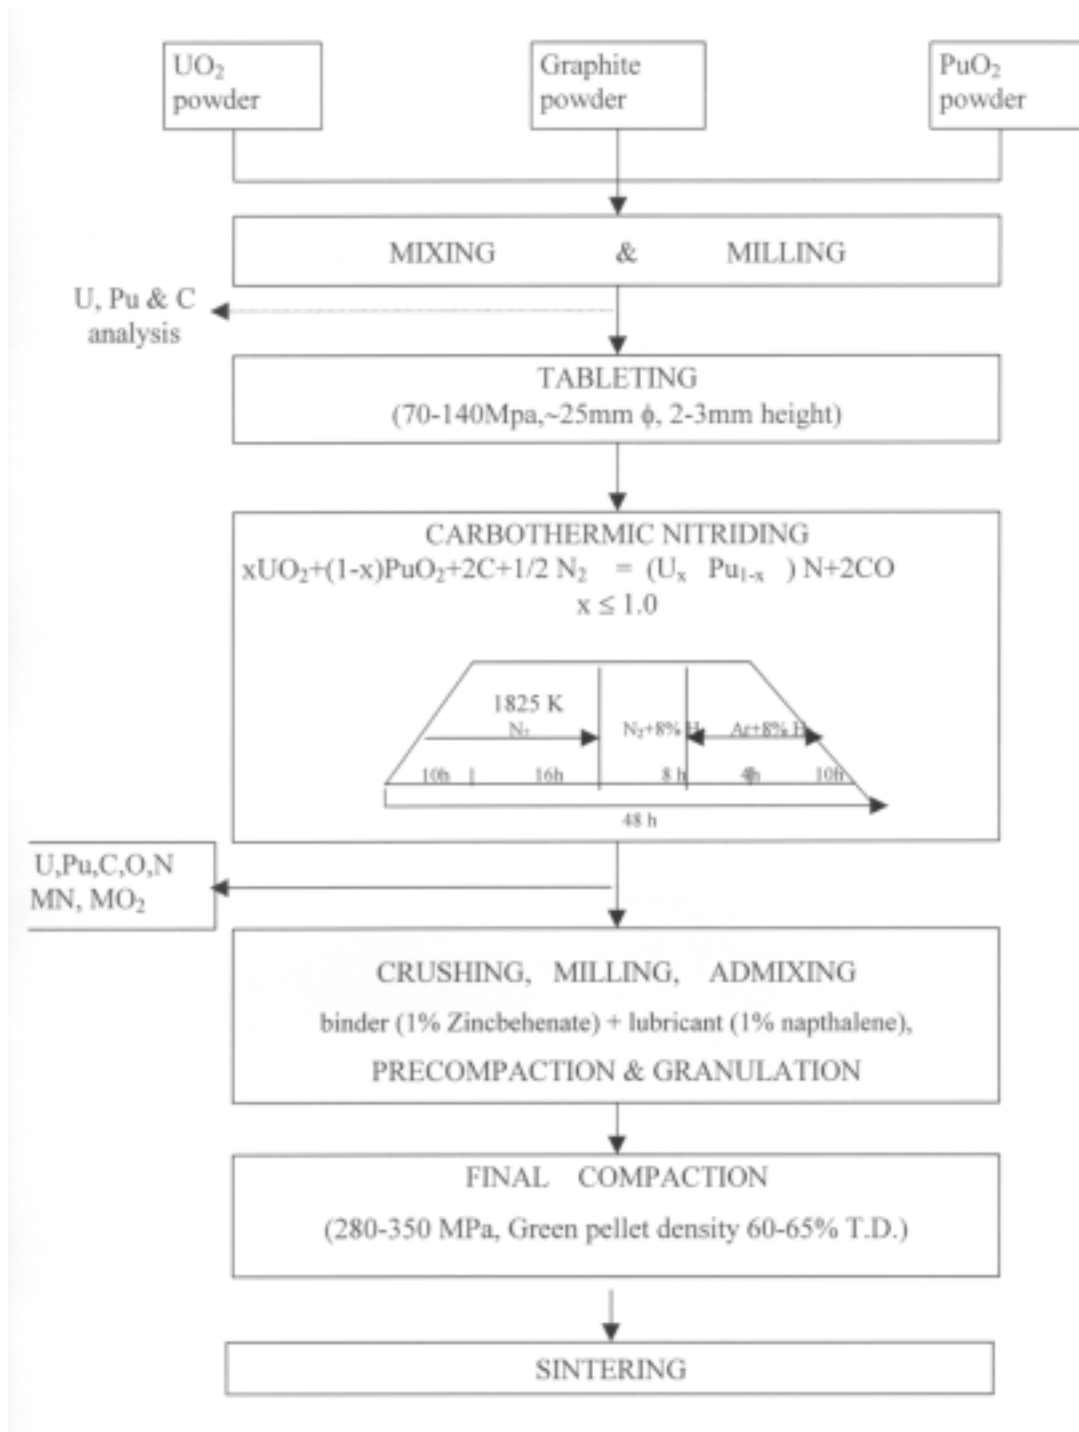 UO₂
powder
Graphite
powder
PuO₂
powder
MIXING & MILLING
U, Pu & C
analysis
TABLETING
(70-140Mpa,~25mm ϕ, 2-3mm height)
CARBOTHERMIC NITRIDING
xUO₂+(1-x)PuO₂+2C+1/2 N₂ = (Uₓ Pu₁₋ₓ ) N+2CO
x ≤ 1.0
1825 K
N₂ N₂+8% H Ar+8% H
10h 16h 8 h 4h 10h
48 h
U,Pu,C,O,N
MN, MO₂
CRUSHING, MILLING, ADMIXING
binder (1% Zincbehenate) + lubricant (1% napthalene),
PRECOMPACTION & GRANULATION
FINAL COMPACTION
(280-350 MPa, Green pellet density 60-65% T.D.)
SINTERING